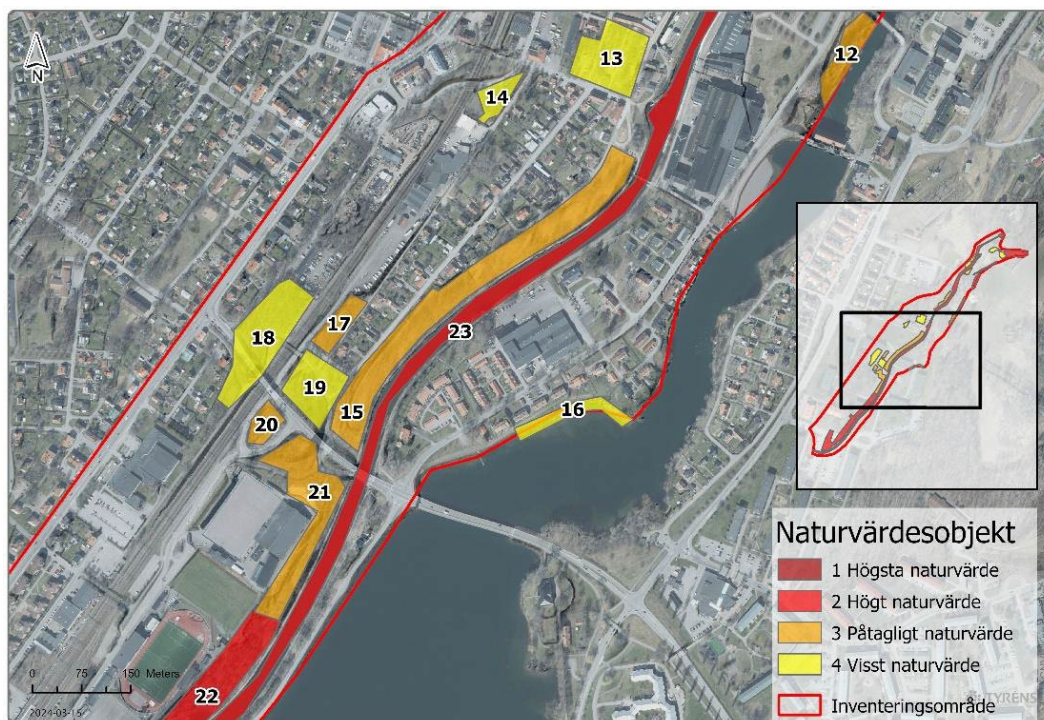 N
12
13
14
17
18
23
19
15
16
20
21
22
Naturvärdesobjekt
1 Högsta naturvärde
2 Högt naturvärde
3 Påtagligt naturvärde
4 Visst naturvärde
Inventeringsområde
0 75 150 Meters
2024-03-15
TYRÉNS